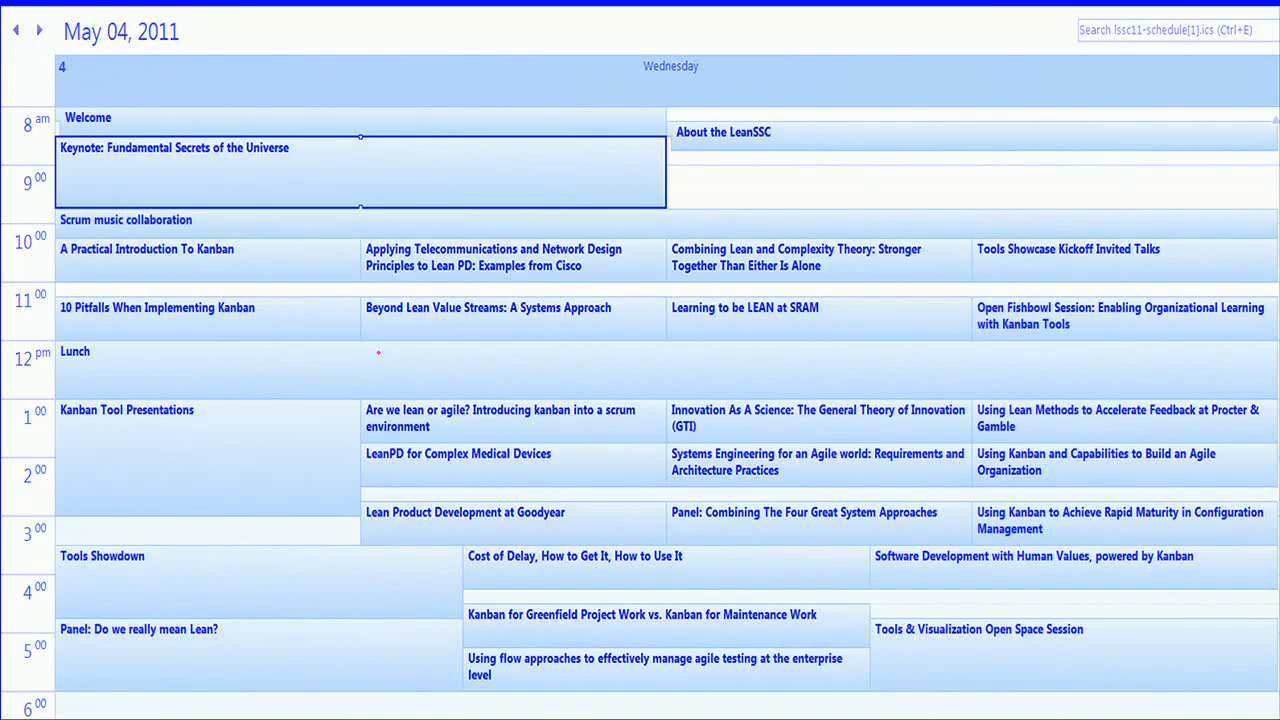 May 04, 2011
Search lssc11-schedule[1].ics (Ctrl+E)
4
Wednesday
8 am
Welcome
About the LeanSSC
Keynote: Fundamental Secrets of the Universe
9 00
Scrum music collaboration
10 00
A Practical Introduction To Kanban
Applying Telecommunications and Network Design
Principles to Lean PD: Examples from Cisco
Combining Lean and Complexity Theory: Stronger
Together Than Either Is Alone
Tools Showcase Kickoff Invited Talks
11 00
10 Pitfalls When Implementing Kanban
Beyond Lean Value Streams: A Systems Approach
Learning to be LEAN at SRAM
Open Fishbowl Session: Enabling Organizational Learning
with Kanban Tools
12 pm
Lunch
1 00
Kanban Tool Presentations
Are we lean or agile? Introducing kanban into a scrum
environment
Innovation As A Science: The General Theory of Innovation
(GTI)
Using Lean Methods to Accelerate Feedback at Procter &
Gamble
2 00
LeanPD for Complex Medical Devices
Systems Engineering for an Agile world: Requirements and
Architecture Practices
Using Kanban and Capabilities to Build an Agile
Organization
3 00
Lean Product Development at Goodyear
Panel: Combining The Four Great System Approaches
Using Kanban to Achieve Rapid Maturity in Configuration
Management
Tools Showdown
Cost of Delay, How to Get It, How to Use It
Software Development with Human Values, powered by Kanban
4 00
Kanban for Greenfield Project Work vs. Kanban for Maintenance Work
Panel: Do we really mean Lean?
Tools & Visualization Open Space Session
5 00
Using flow approaches to effectively manage agile testing at the enterprise
level
6 00